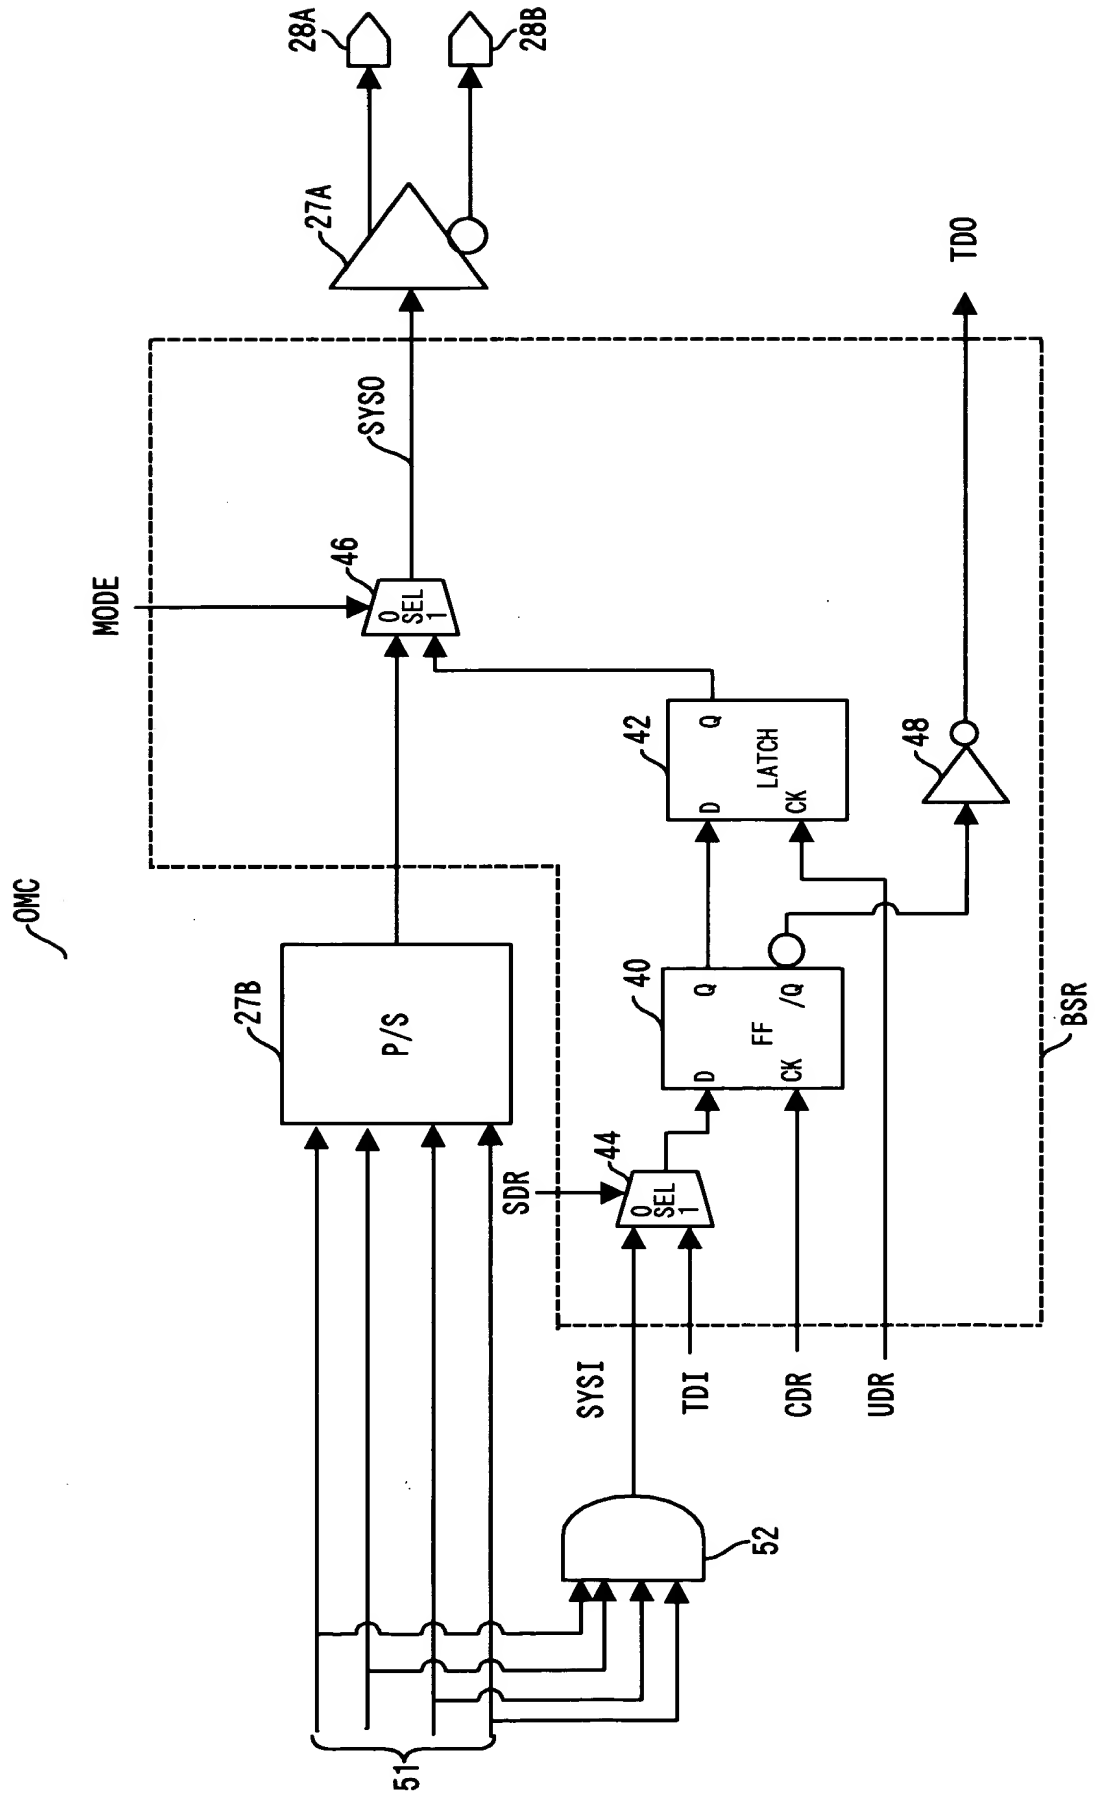 OMC
51
27B
P/S
MODE
46
0
SEL
1
SYSO
27A
28A
28B
52
SYSI
TDI
CDR
UDR
SDR
44
0
SEL
1
40
D
Q
FF
CK
/Q
42
D
Q
LATCH
CK
48
TDO
BSR